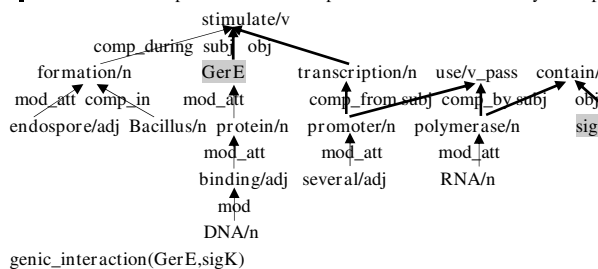 stimulate/v
comp_during subj obj
formation/n GerE transcription/n use/v_pass contain/
mod_att comp_in mod_att comp_from subj comp_by subj obj
endospore/adj Bacillus/n protein/n promoter/n polymerase/n sig
mod_att mod_att mod_att
binding/adj several/adj RNA/n
mod
DNA/n
genic_interaction(GerE,sigK)